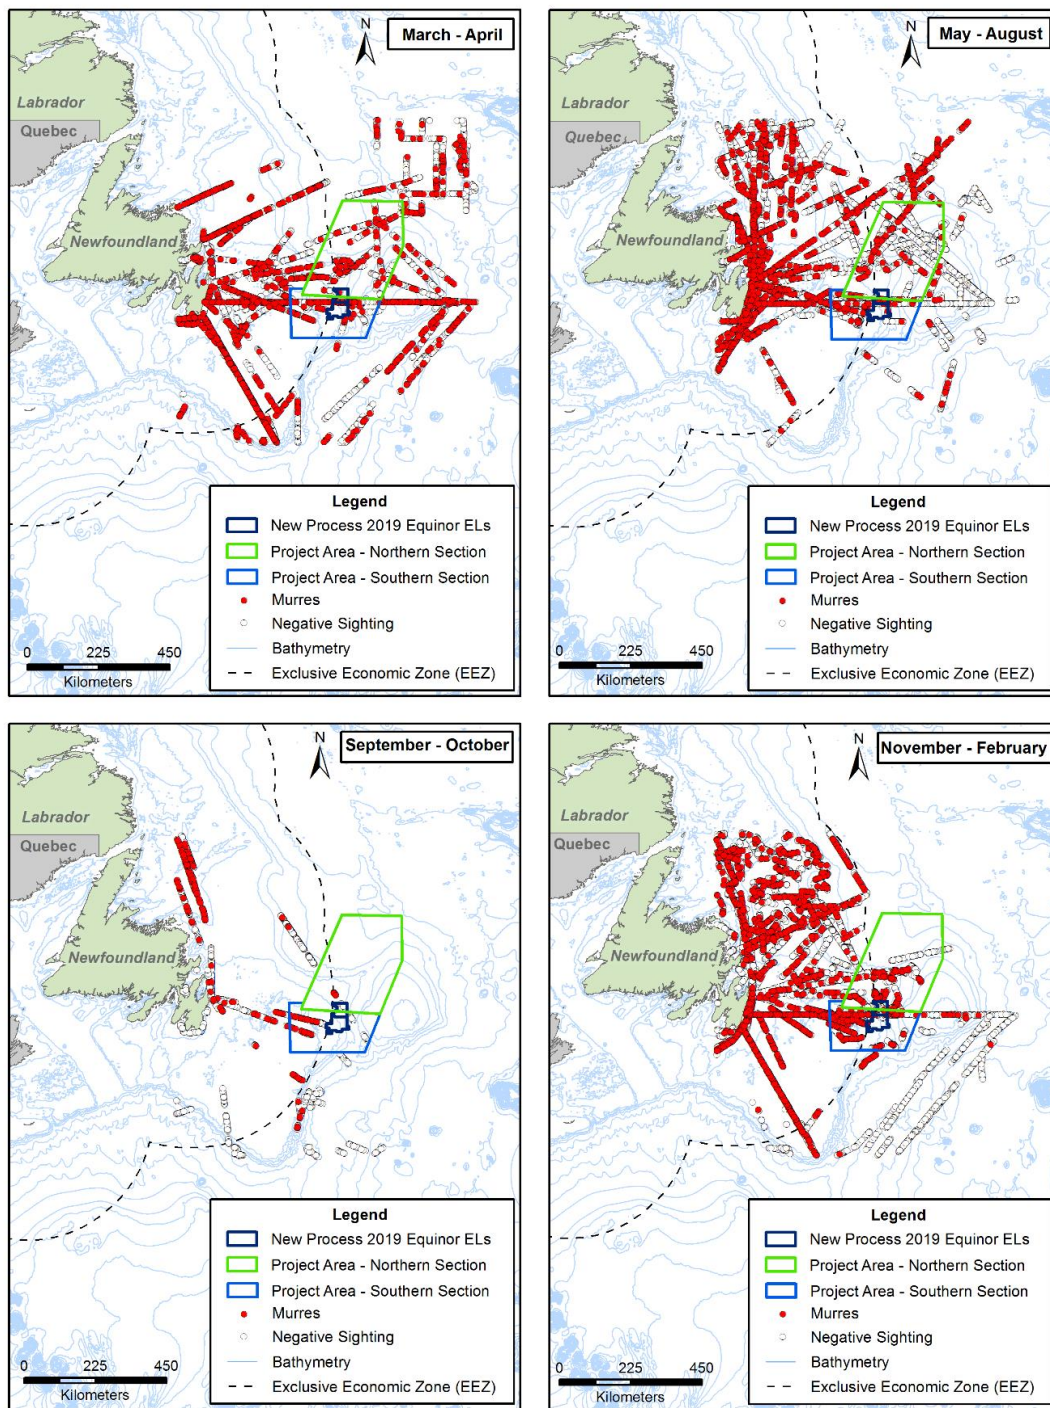 March - April
N
Labrador
Quebec
Newfoundland
Legend
New Process 2019 Equinor ELs
Project Area - Northern Section
Project Area - Southern Section
Murres
Negative Sighting
Bathymetry
Exclusive Economic Zone (EEZ)
0 225 450
Kilometers
May - August
N
Labrador
Quebec
Newfoundland
Legend
New Process 2019 Equinor ELs
Project Area - Northern Section
Project Area - Southern Section
Murres
Negative Sighting
Bathymetry
Exclusive Economic Zone (EEZ)
0 225 450
Kilometers
September - October
N
Labrador
Quebec
Newfoundland
Legend
New Process 2019 Equinor ELs
Project Area - Northern Section
Project Area - Southern Section
Murres
Negative Sighting
Bathymetry
Exclusive Economic Zone (EEZ)
0 225 450
Kilometers
November - February
N
Labrador
Quebec
Newfoundland
Legend
New Process 2019 Equinor ELs
Project Area - Northern Section
Project Area - Southern Section
Murres
Negative Sighting
Bathymetry
Exclusive Economic Zone (EEZ)
0 225 450
Kilometers